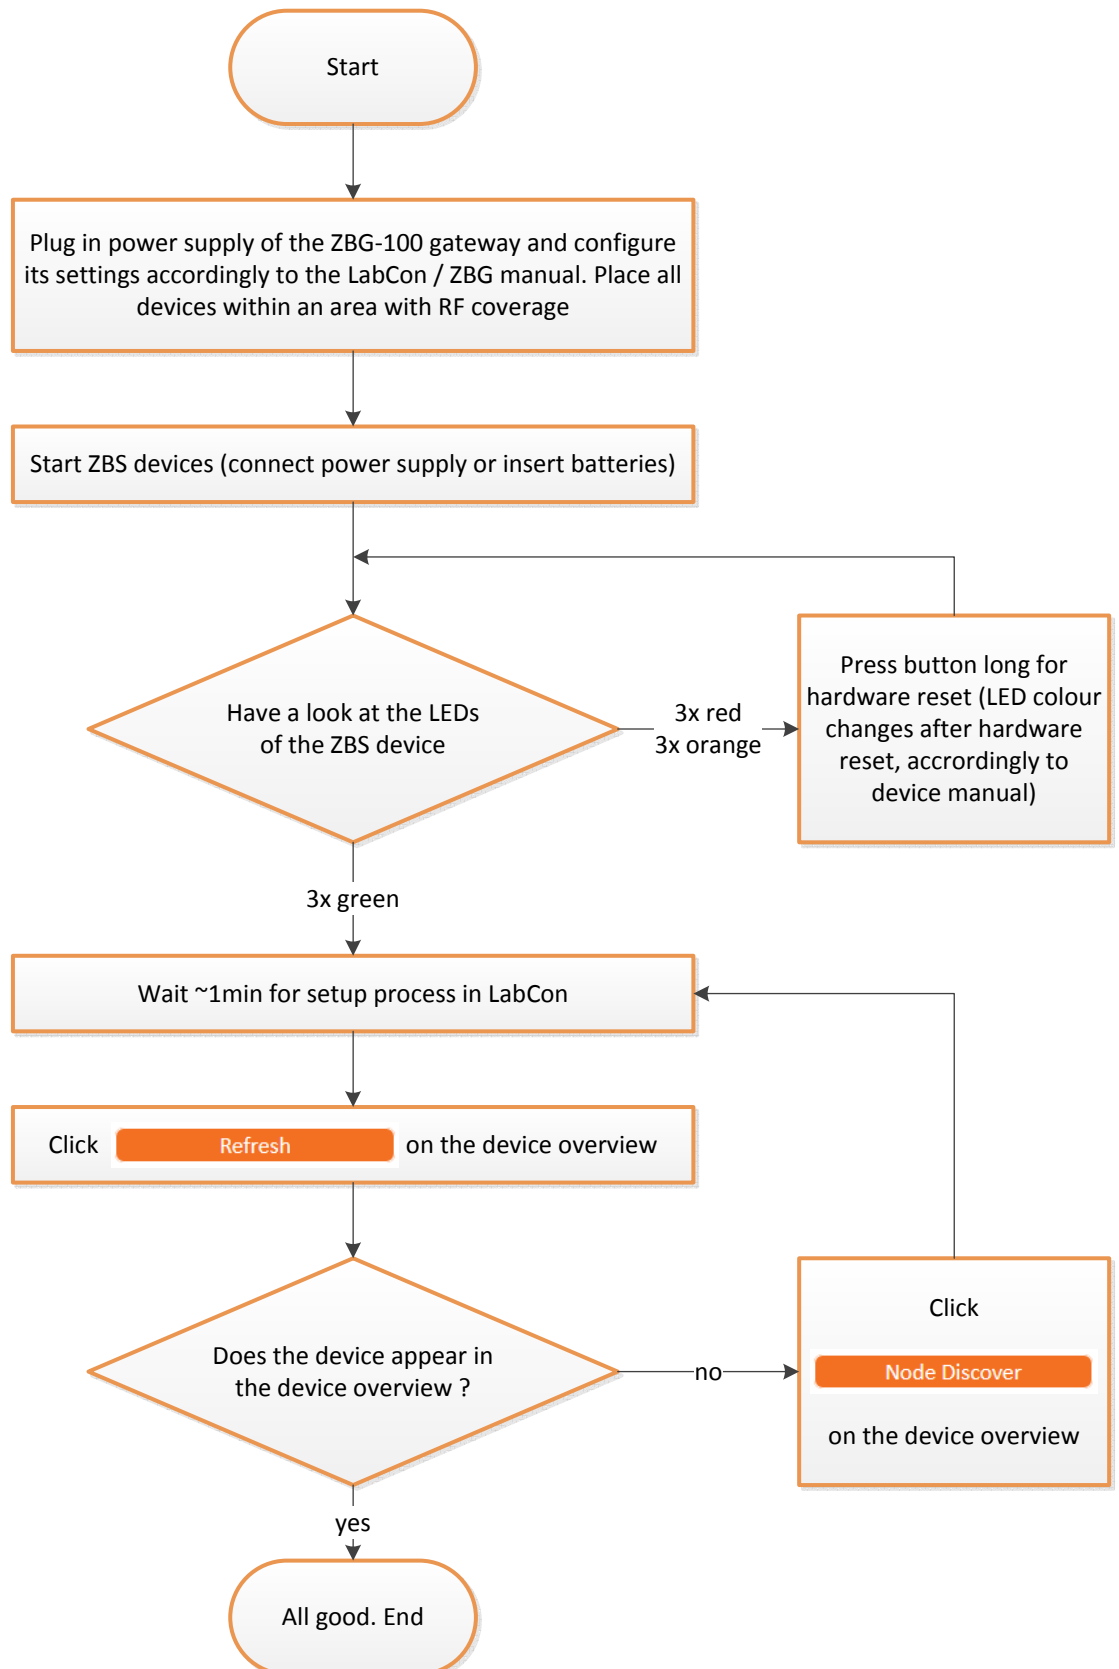 Start
Plug in power supply of the ZBG-100 gateway and configure
its settings accordingly to the LabCon / ZBG manual. Place all
devices within an area with RF coverage
Start ZBS devices (connect power supply or insert batteries)
Have a look at the LEDs
of the ZBS device
3x red
3x orange
Press button long for
hardware reset (LED colour
changes after hardware
reset, accrordingly to
device manual)
3x green
Wait ~1min for setup process in LabCon
Click Refresh on the device overview
Does the device appear in
the device overview ?
no
Click
Node Discover
on the device overview
yes
All good. End